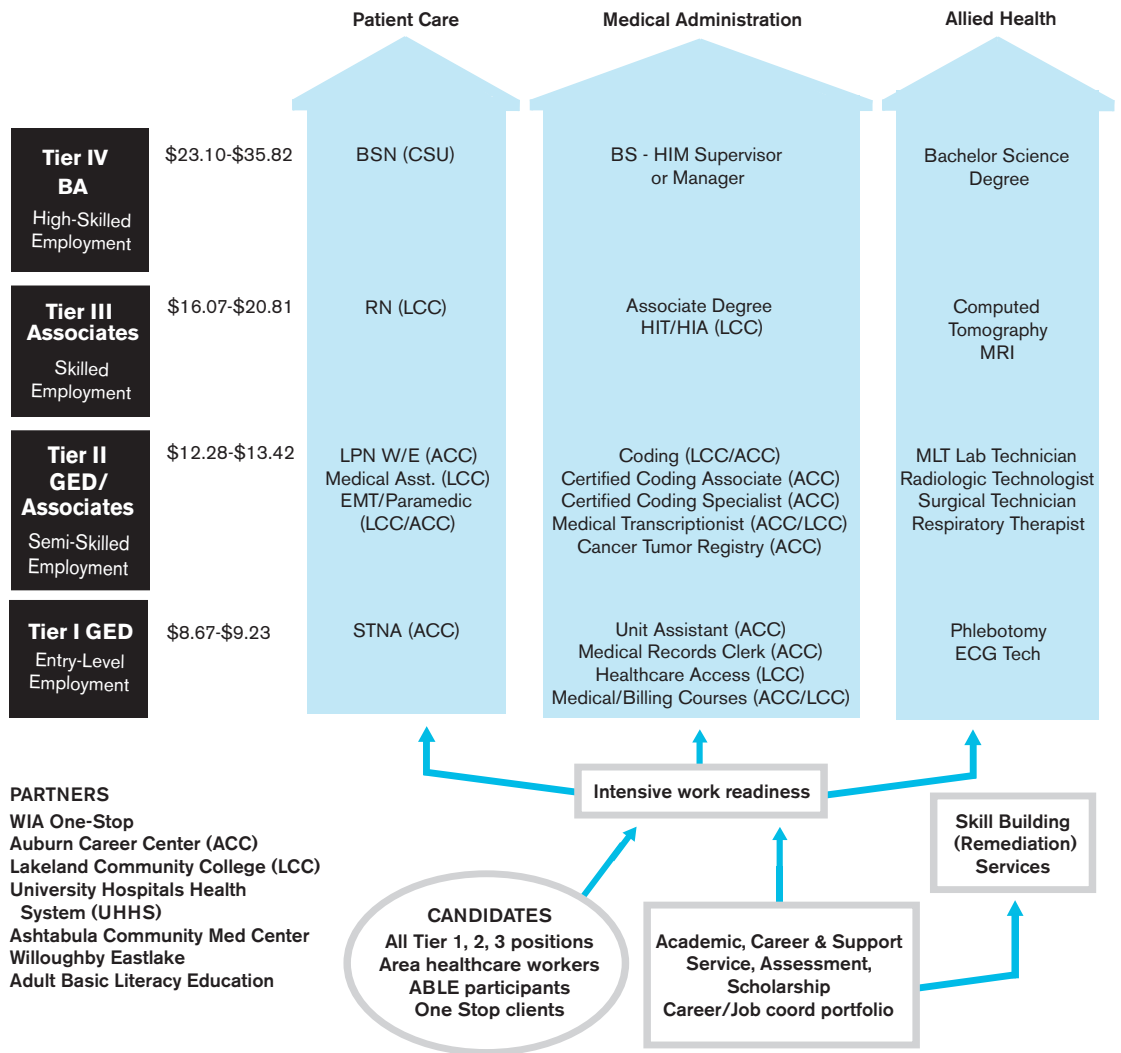 Patient Care
Medical Administration
Allied Health
Tier IV
BA
High-Skilled
Employment
$23.10-$35.82
BSN (CSU)
BS - HIM Supervisor
or Manager
Bachelor Science
Degree
Tier III
Associates
Skilled
Employment
$16.07-$20.81
RN (LCC)
Associate Degree
HIT/HIA (LCC)
Computed
Tomography
MRI
Tier II
GED/
Associates
Semi-Skilled
Employment
$12.28-$13.42
LPN W/E (ACC)
Medical Asst. (LCC)
EMT/Paramedic
(LCC/ACC)
Coding (LCC/ACC)
Certified Coding Associate (ACC)
Certified Coding Specialist (ACC)
Medical Transcriptionist (ACC/LCC)
Cancer Tumor Registry (ACC)
MLT Lab Technician
Radiologic Technologist
Surgical Technician
Respiratory Therapist
Tier I GED
Entry-Level
Employment
$8.67-$9.23
STNA (ACC)
Unit Assistant (ACC)
Medical Records Clerk (ACC)
Healthcare Access (LCC)
Medical/Billing Courses (ACC/LCC)
Phlebotomy
ECG Tech
Intensive work readiness
PARTNERS
WIA One-Stop
Auburn Career Center (ACC)
Lakeland Community College (LCC)
University Hospitals Health
System (UHHS)
Ashtabula Community Med Center
Willoughby Eastlake
Adult Basic Literacy Education
CANDIDATES
All Tier 1, 2, 3 positions
Area healthcare workers
ABLE participants
One Stop clients
Academic, Career & Support
Service, Assessment,
Scholarship
Career/Job coord portfolio
Skill Building
(Remediation)
Services